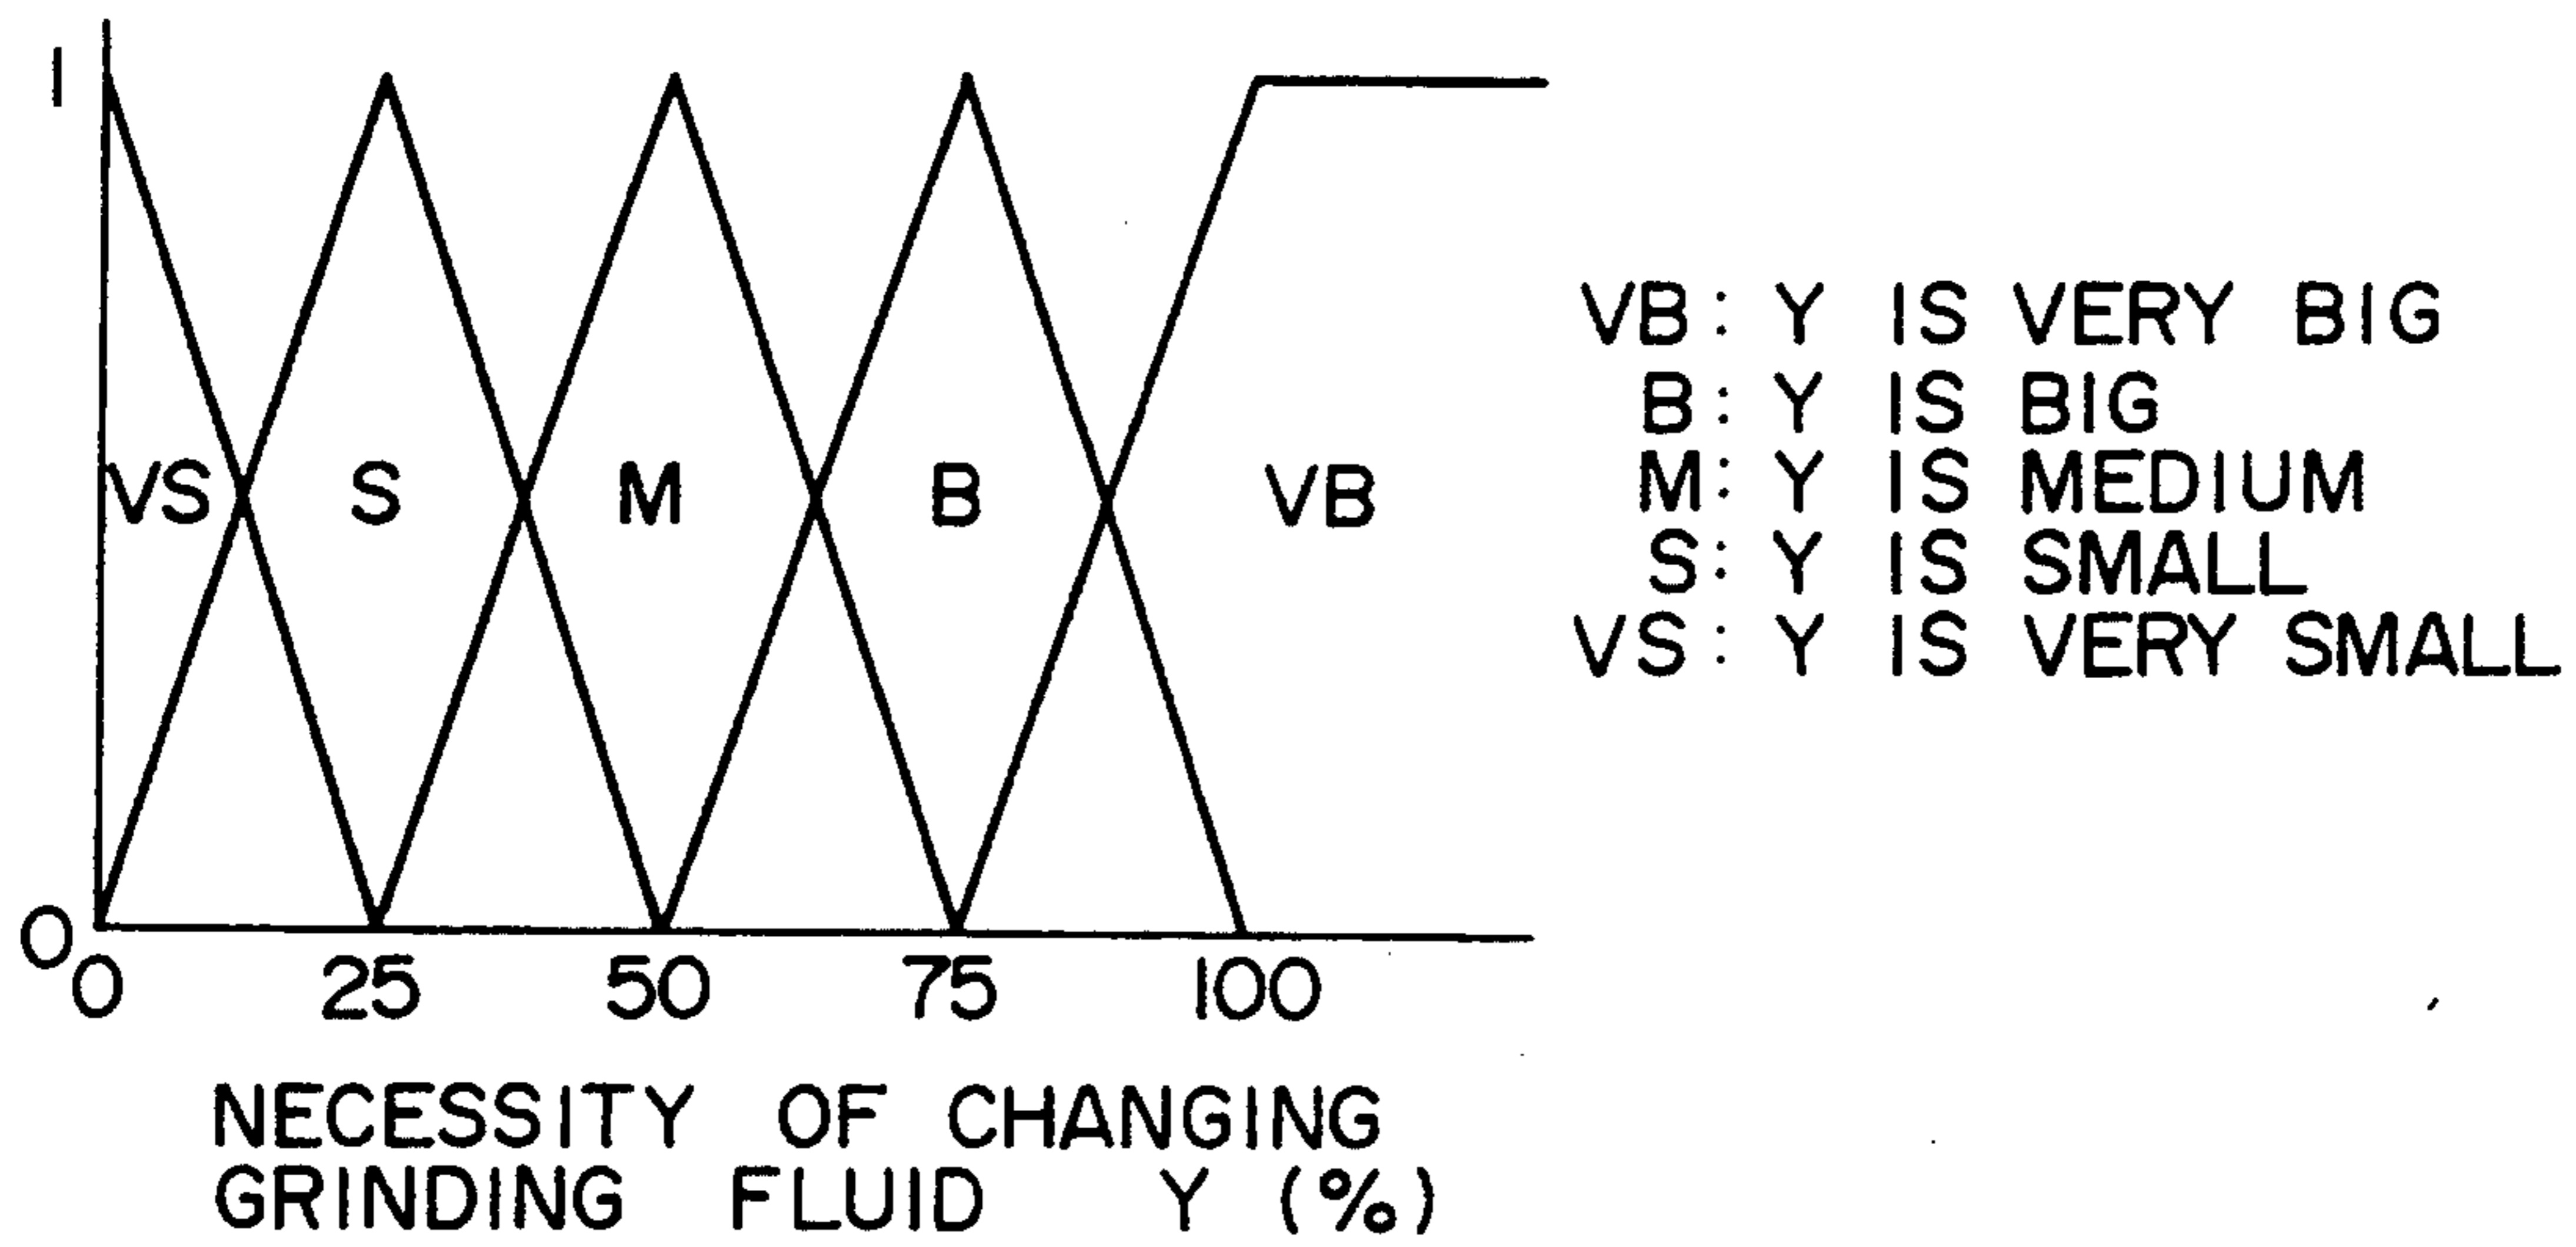 1
VS S M B VB
0
0 25 50 75 100
NECESSITY OF CHANGING
GRINDING FLUID Y (%)
VB: Y IS VERY BIG
B: Y IS BIG
M: Y IS MEDIUM
S: Y IS SMALL
VS: Y IS VERY SMALL